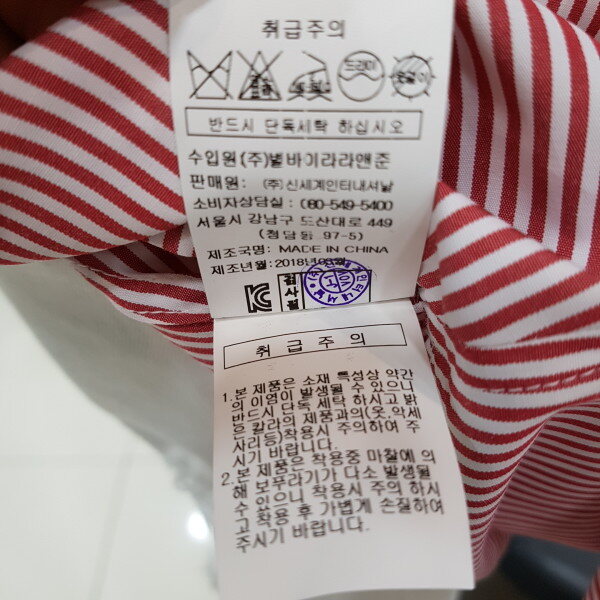 취급주의
드라이
반드시 단독세탁 하십시오
수입원(주)별바이라라앤준
판매원: (주)신세계인터내셔날
소비자상담실: 080-549-5400
서울시 강남구 도산대로 449
(청담동 97-5)
제조국명: MADE IN CHINA
제조년월: 2018년
검사필
취급주의
1.본 제품은 소재 특성상 약간
의 이염이 발생될수 있으니
반드시 단독 세탁 하시고 밝
은 칼라의 제품과의(옷,악세
사리등)착용시 주의하여 주
시기 바랍니다.
2.본 제품은 착용중 마찰에 의
해 보푸라기가 다소 발생될
수 있으니 착용시 주의 하시
고 착용 후 가볍게 손질하여
주시기 바랍니다.